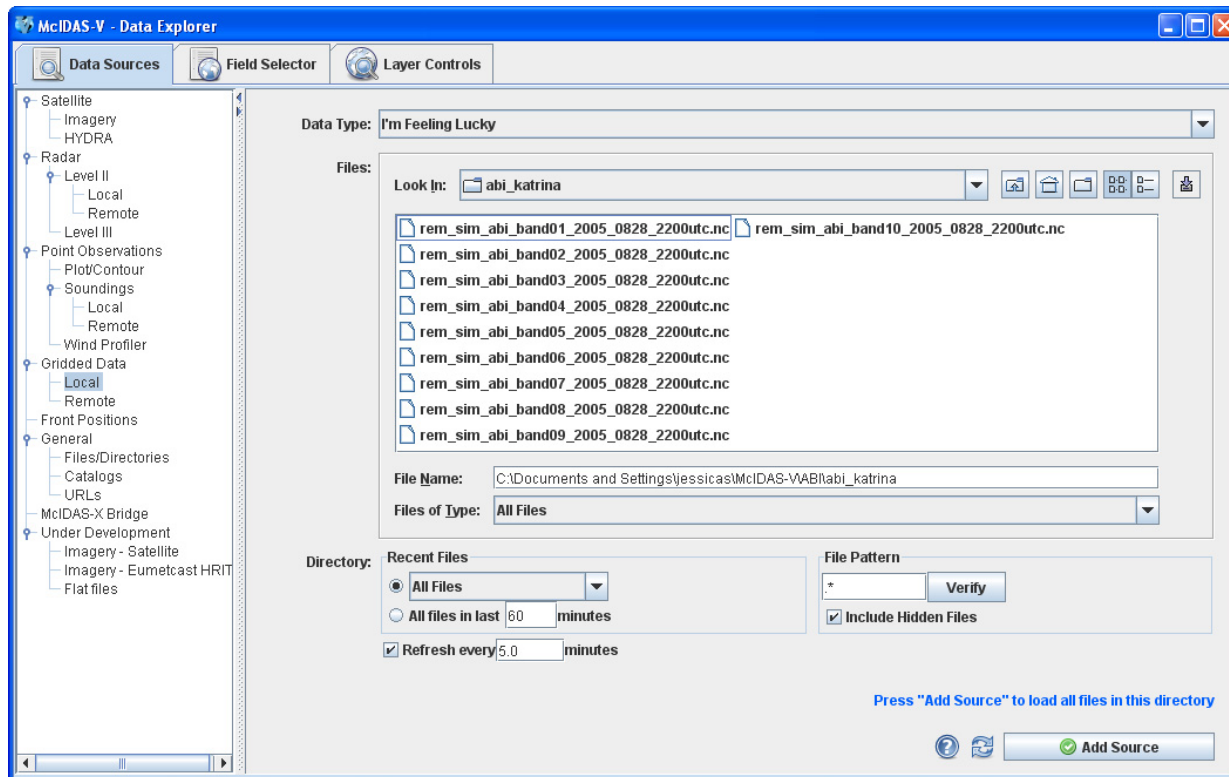 McIDAS-V - Data Explorer
Data Sources
Field Selector
Layer Controls
Satellite
Imagery
HYDRA
Radar
Level II
Local
Remote
Level III
Point Observations
Plot/Contour
Soundings
Local
Remote
Wind Profiler
Gridded Data
Local
Remote
Front Positions
General
Files/Directories
Catalogs
URLs
McIDAS-X Bridge
Under Development
Imagery - Satellite
Imagery - Eumetcast HRIT
Flat files
Data Type: I'm Feeling Lucky
Files:
Look In: abi_katrina
rem_sim_abi_band01_2005_0828_2200utc.nc
rem_sim_abi_band02_2005_0828_2200utc.nc
rem_sim_abi_band03_2005_0828_2200utc.nc
rem_sim_abi_band04_2005_0828_2200utc.nc
rem_sim_abi_band05_2005_0828_2200utc.nc
rem_sim_abi_band06_2005_0828_2200utc.nc
rem_sim_abi_band07_2005_0828_2200utc.nc
rem_sim_abi_band08_2005_0828_2200utc.nc
rem_sim_abi_band09_2005_0828_2200utc.nc
rem_sim_abi_band10_2005_0828_2200utc.nc
File Name: C:\Documents and Settings\jessicas\McIDAS-V\ABI\abi_katrina
Files of Type: All Files
Directory:
Recent Files
All Files
All files in last 60 minutes
Refresh every 5.0 minutes
File Pattern
.* Verify
Include Hidden Files
Press "Add Source" to load all files in this directory
Add Source